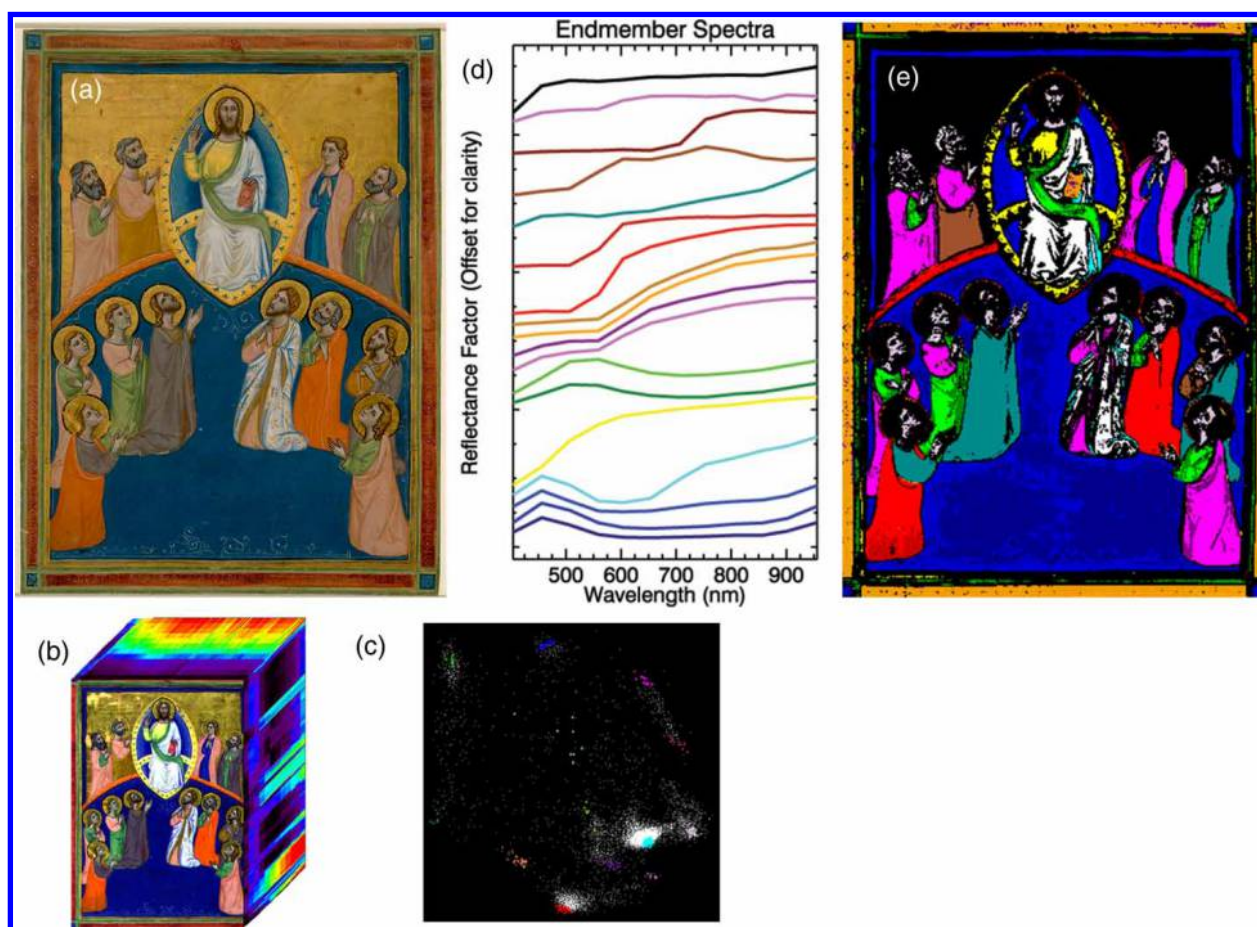 (a)
Endmember Spectra
(d)
Reflectance Factor (Offset for clarity)
500 600 700 800 900
Wavelength (nm)
(e)
(b)
(c)